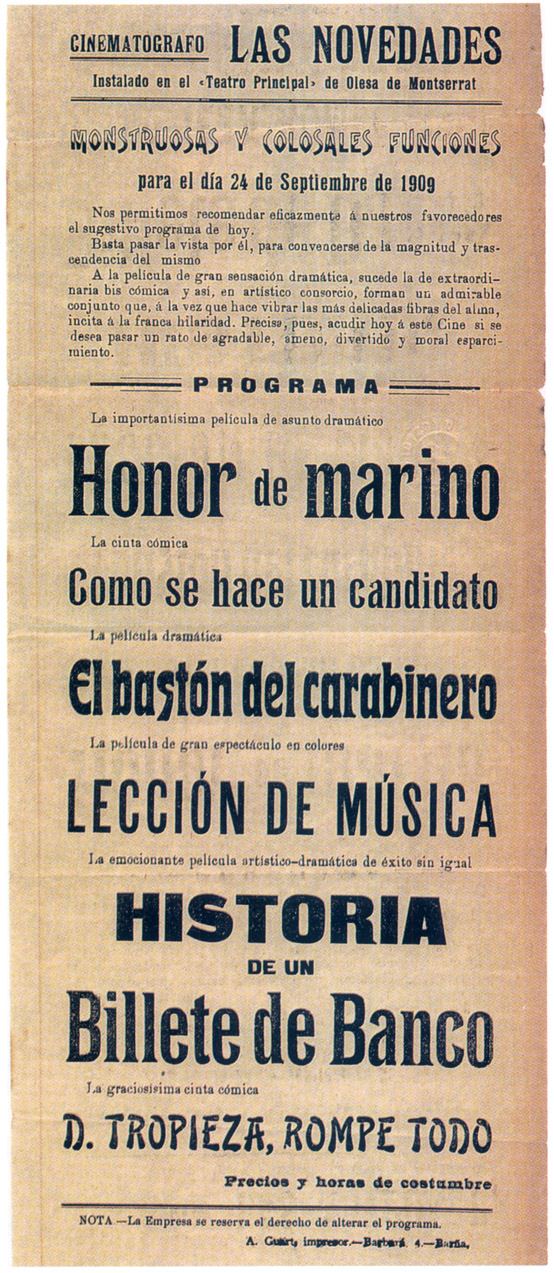 CINEMATÓGRAFO LAS NOVEDADES
Instalado en el «Teatro Principal» de Olesa de Montserrat
MONSTRUOSAS Y COLOSALES FUNCIONES
para el día 24 de Septiembre de 1909
Nos permitimos recomendar eficazmente á nuestros favorecedores
el sugestivo programa de hoy.
Basta pasar la vista por él, para convencerse de la magnitud y tras-
cendencia del mismo
A la película de gran sensación dramática, sucede la de extraordi-
naria bis cómica y así, en artístico consorcio, forman un admirable
conjunto que, á la vez que hace vibrar las más delicadas fibras del alma,
incita á la franca hilaridad. Precisa, pues, acudir hoy á este Cine si se
desea pasar un rato de agradable, ameno, divertido y moral esparci-
miento.
PROGRAMA
La importantísima película de asunto dramático
Honor de marino
La cinta cómica
Como se hace un candidato
La película dramática
El bastón del carabinero
La película de gran espectáculo en colores
LECCIÓN DE MÚSICA
La emocionante película artístico-dramática de éxito sin igual
HISTORIA
DE UN
Billete de Banco
La graciosísima cinta cómica
D. TROPIEZA, ROMPE TODO
Precios y horas de costumbre
NOTA—La Empresa se reserva el derecho de alterar el programa.
A. Guart, impresor.—Barbará. 4.—Barña,